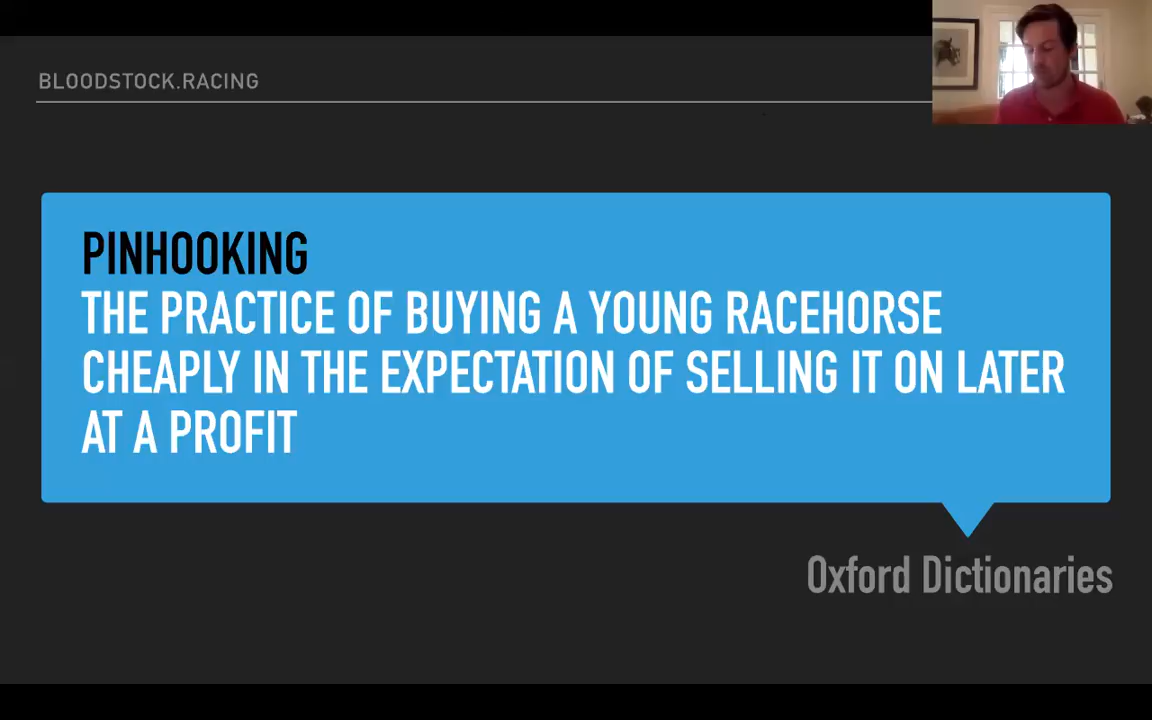 BLOODSTOCK.RACING
PINHOOKING
THE PRACTICE OF BUYING A YOUNG RACEHORSE
CHEAPLY IN THE EXPECTATION OF SELLING IT ON LATER
AT A PROFIT
Oxford Dictionaries